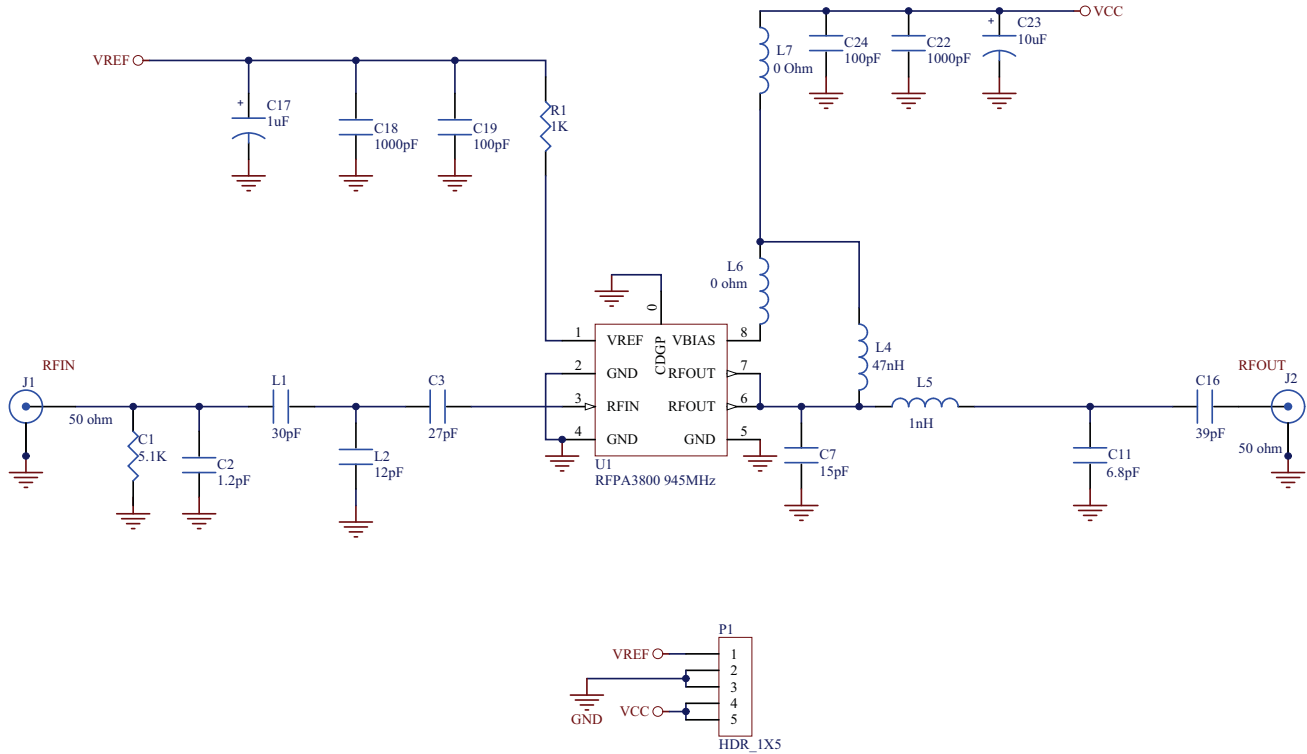 VCC
L7
0 Ohm
C24
100pF
C22
1000pF
+
C23
10uF
VREF
+
C17
1uF
C18
1000pF
C19
100pF
R1
1K
L6
0 ohm
L4
47nH
0
CDGP
1
VREF
VBIAS
8
2
GND
RFOUT
7
3
RFIN
RFOUT
6
4
GND
GND
5
U1
RFPA3800 945MHz
RFIN
J1
50 ohm
C1
5.1K
C2
1.2pF
L1
30pF
L2
12pF
C3
27pF
C7
15pF
L5
1nH
C11
6.8pF
C16
39pF
RFOUT
J2
50 ohm
P1
VREF
1
2
3
GND
VCC
4
5
HDR_1X5